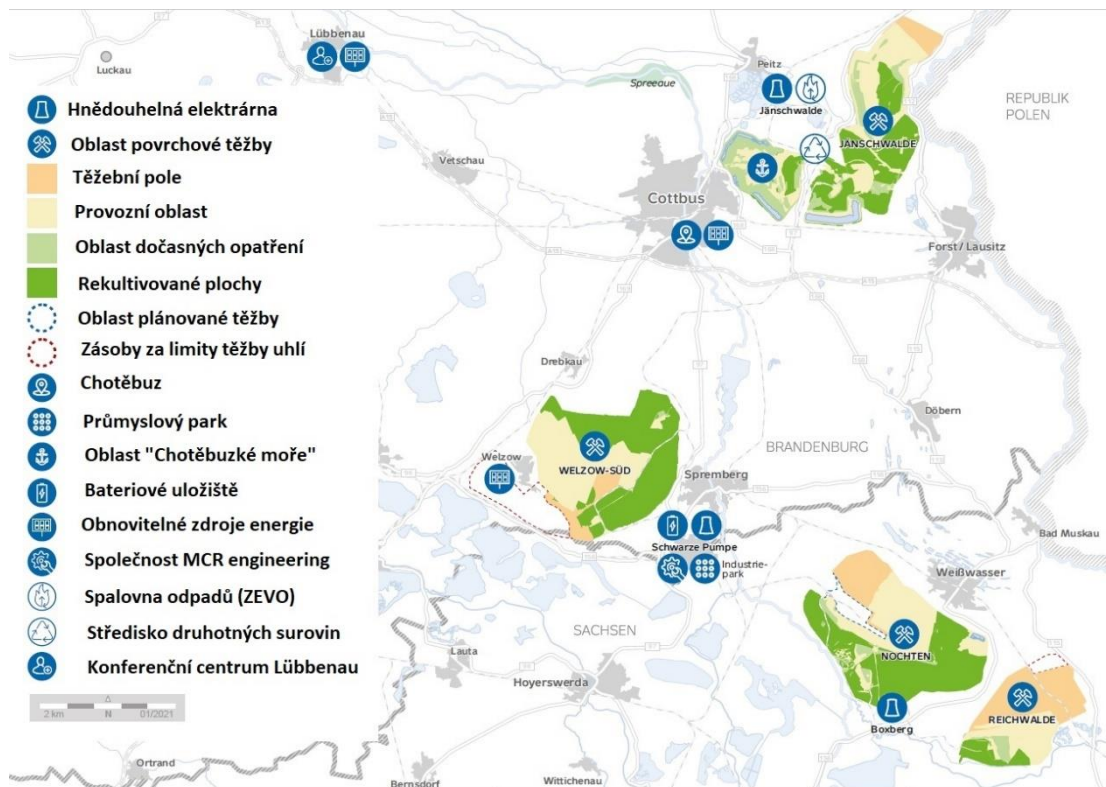 Lübbenau
Luckau
Peitz
Spreeaue
Jänschwalde
REPUBLIK
POLEN
JÄNSCHWALDE
Vetschau
Cottbus
Forst / Lausitz
Drebkau
Döbern
BRANDENBURG
Welzow
WELZOW-SÜD
Spremberg
Schwarze Pumpe
Industrie-
park
Bad Muskau
Weißwasser
SACHSEN
NOCHTEN
Lauta
Hoyerswerda
Boxberg
REICHWALDE
Ortrand
Bernsdorf
Wittichenau
Hnědouhelná elektrárna
Oblast povrchové těžby
Těžební pole
Provozní oblast
Oblast dočasných opatření
Rekultivované plochy
Oblast plánované těžby
Zásoby za limity těžby uhlí
Chotěbuz
Průmyslový park
Oblast "Chotěbuzké moře"
Bateriové uložiště
Obnovitelné zdroje energie
Společnost MCR engineering
Spalovna odpadů (ZEVO)
Středisko druhotných surovin
Konferenční centrum Lübbenau
2 km N 01/2021